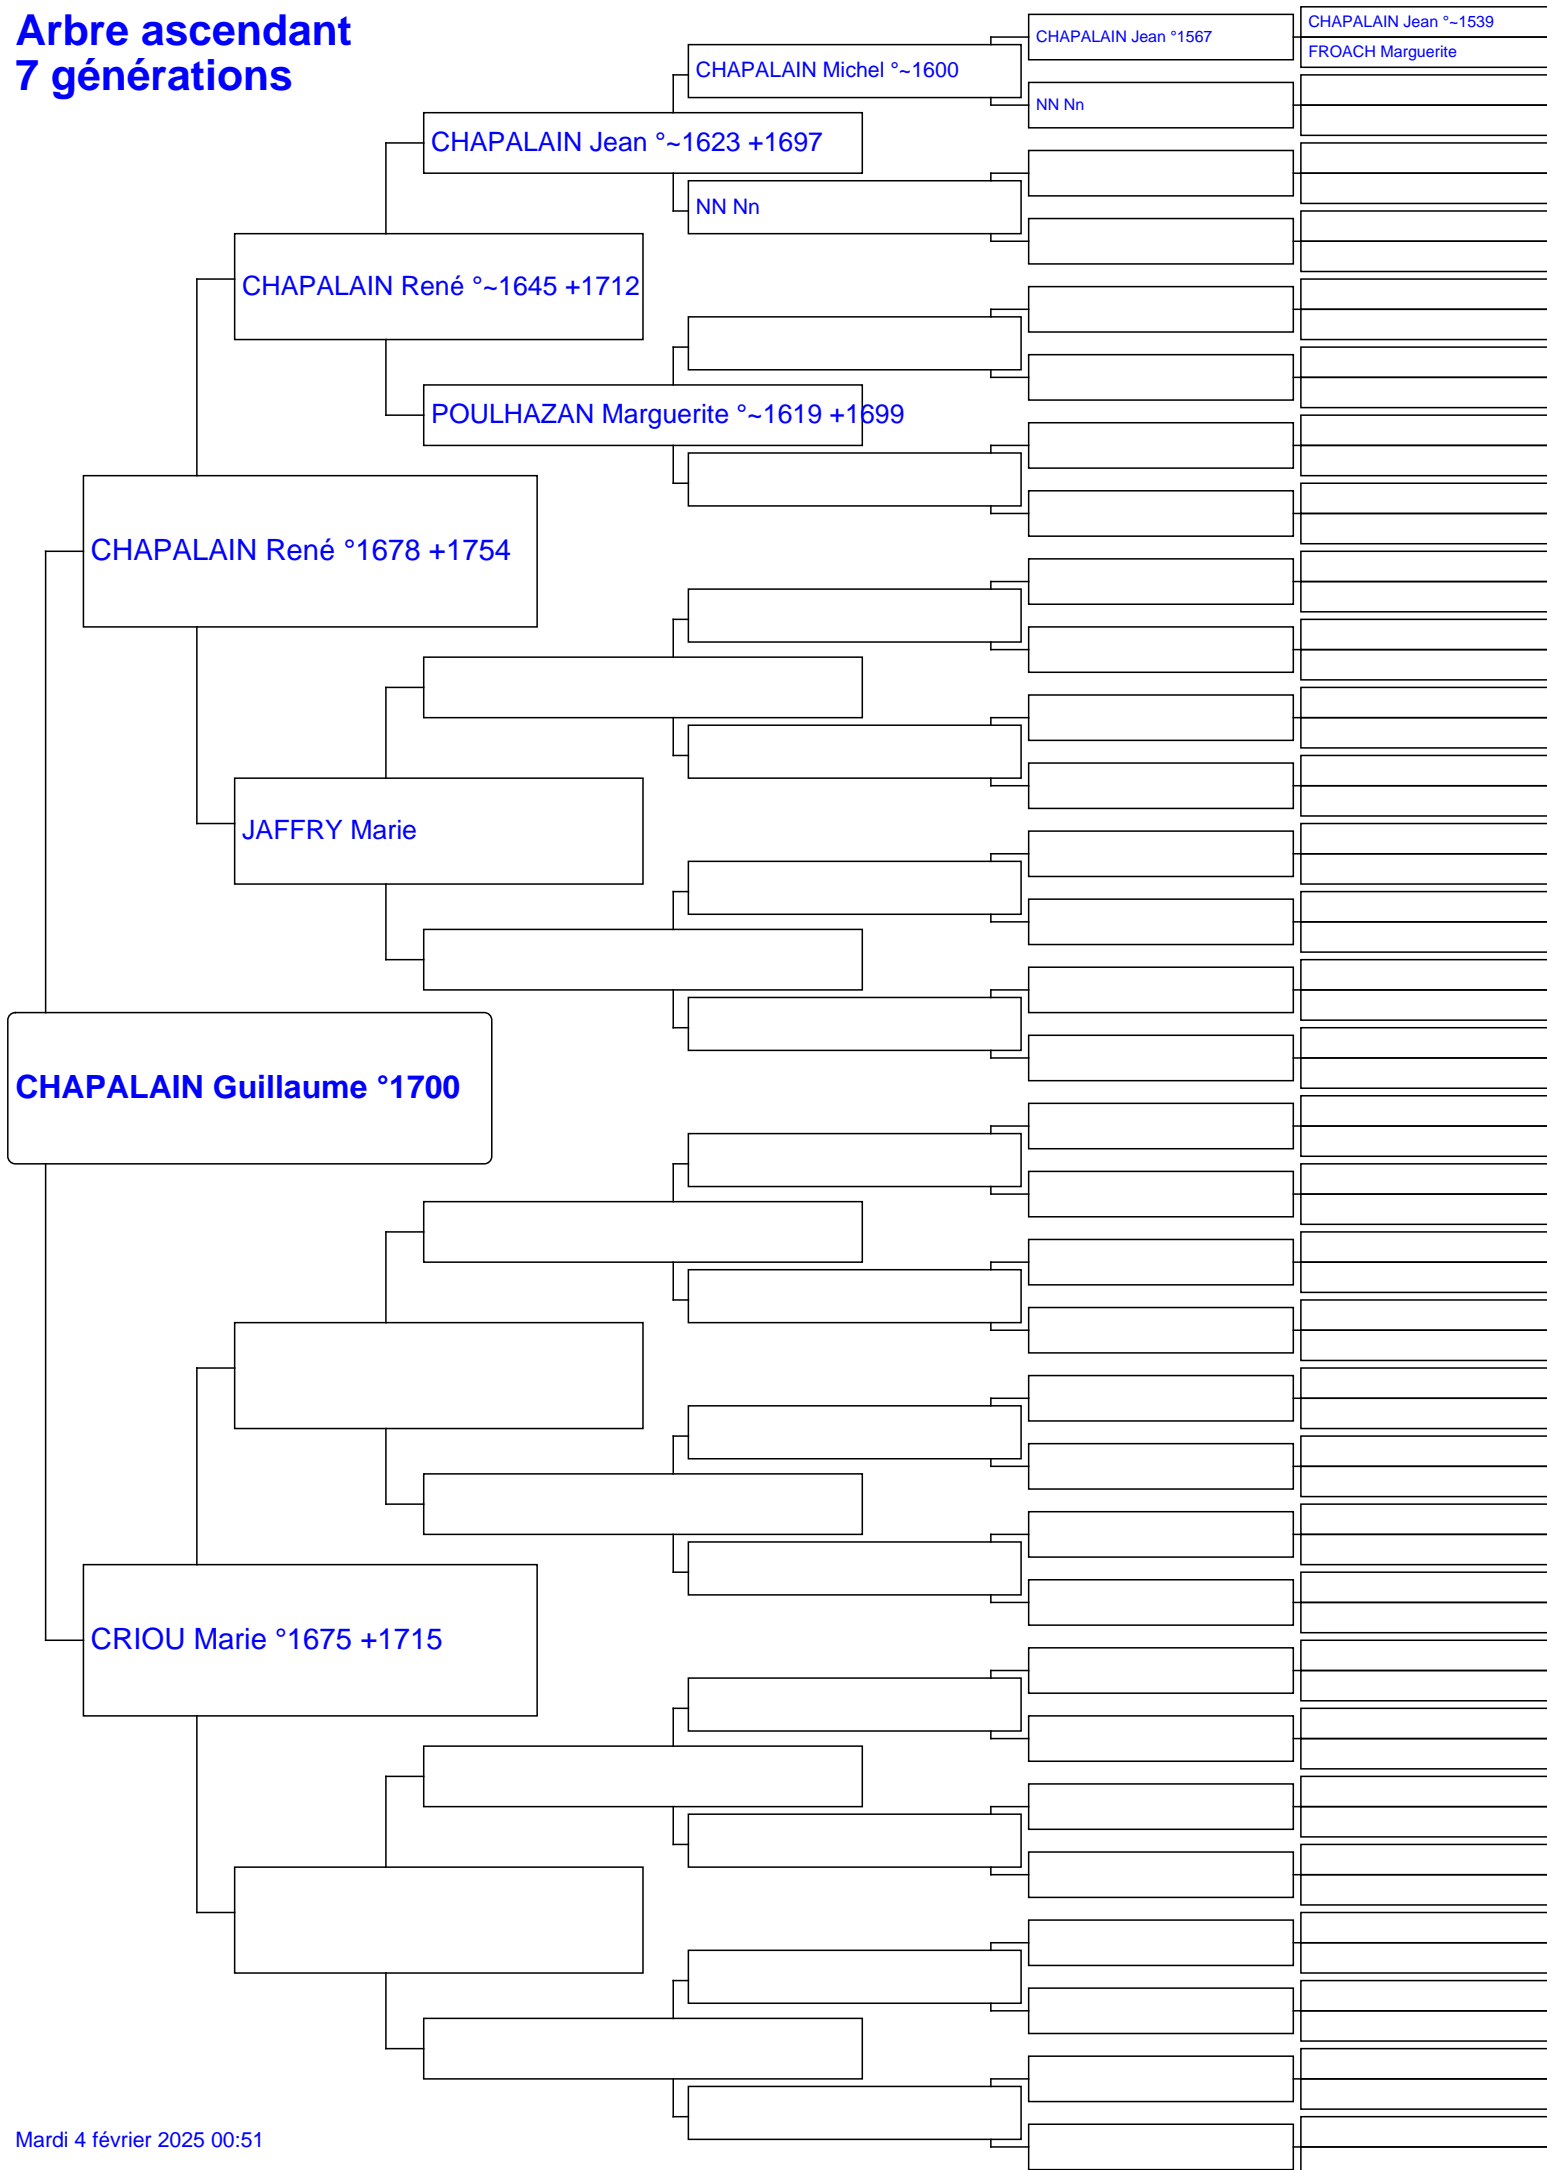 Arbre ascendant
7 générations
CHAPALAIN Jean °~1539
FROACH Marguerite
CHAPALAIN Jean °1567
CHAPALAIN Michel °~1600
NN Nn
CHAPALAIN Jean °~1623 +1697
NN Nn
CHAPALAIN René °~1645 +1712
POULHAZAN Marguerite °~1619 +1699
CHAPALAIN René °1678 +1754
JAFFRY Marie
CHAPALAIN Guillaume °1700
CRIOU Marie °1675 +1715
Mardi 4 février 2025 00:51